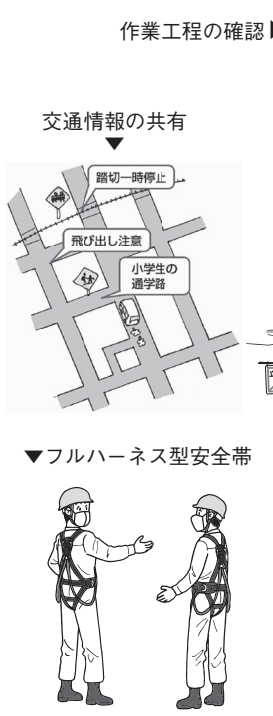 作業工程の確認
交通情報の共有
▼
踏切一時停止
飛び出し注意
小学生の
通学路
▼フルハーネス型安全帯